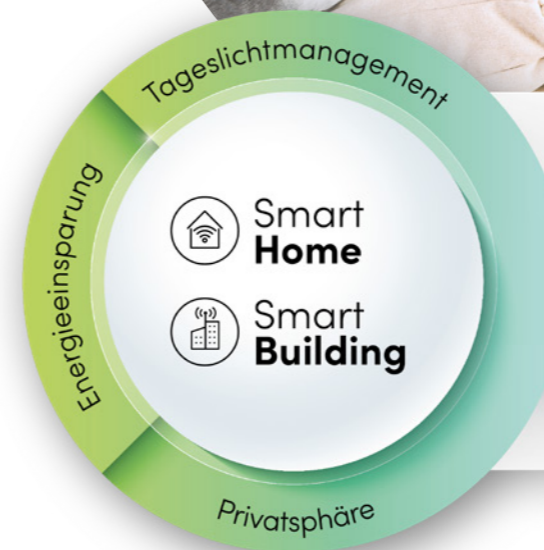 Tageslichtmanagement
Energieeinsparung
Smart
Home
Smart
Building
Privatsphäre